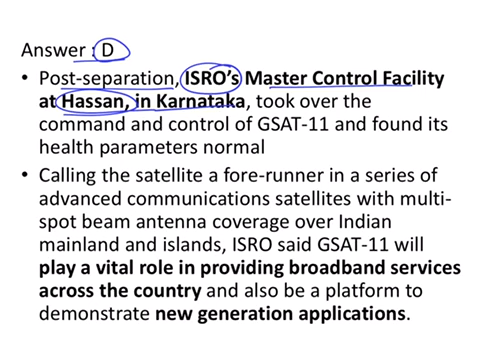 Answer : D
• Post-separation, ISRO's Master Control Facility
at Hassan, in Karnataka, took over the
command and control of GSAT-11 and found its
health parameters normal
• Calling the satellite a fore-runner in a series of
advanced communications satellites with multi-
spot beam antenna coverage over Indian
mainland and islands, ISRO said GSAT-11 will
play a vital role in providing broadband services
across the country and also be a platform to
demonstrate new generation applications.